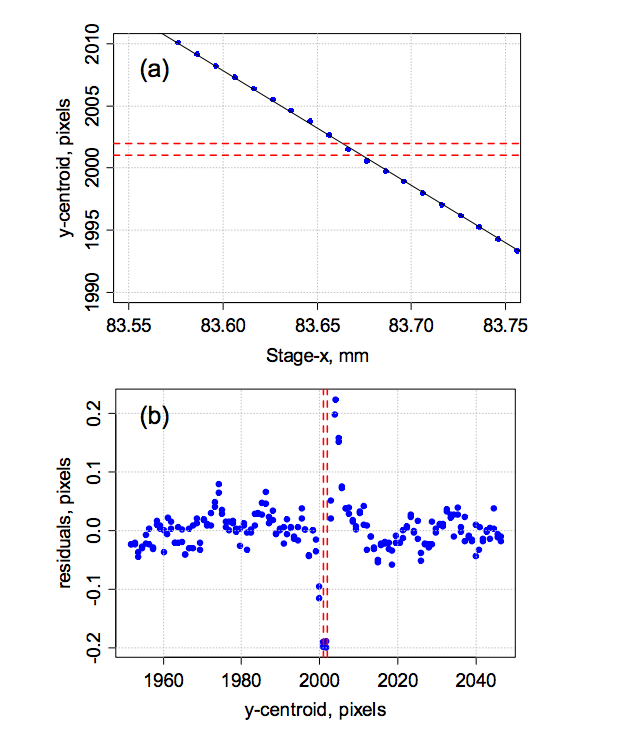 (a)
2010
2005
2000
1995
1990
y-centroid, pixels
83.55 83.60 83.65 83.70 83.75
Stage-x, mm
(b)
0.2
0.1
0.0
-0.1
-0.2
residuals, pixels
1960 1980 2000 2020 2040
y-centroid, pixels